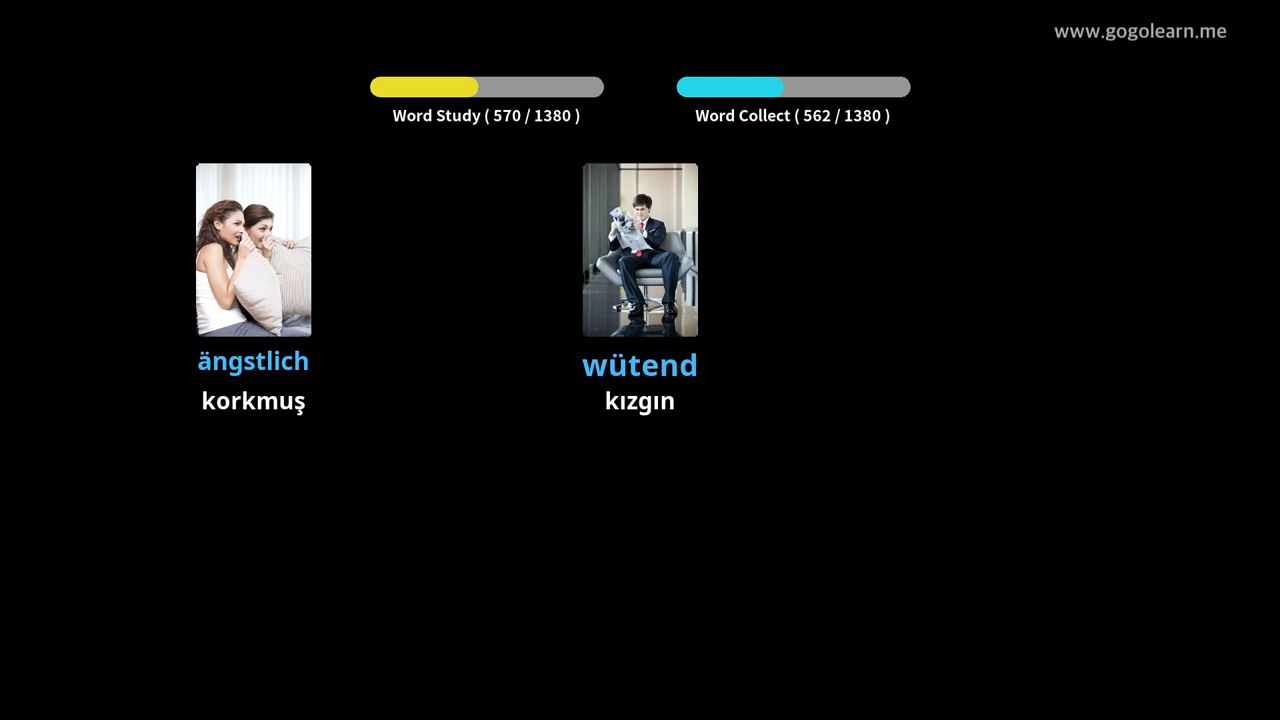 www.gogolearn.me
Word Study ( 570 / 1380 )
Word Collect ( 562 / 1380 )
ängstlich
korkmuş
wütend
kızgın